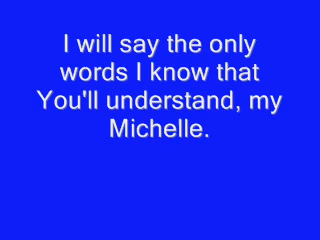 I will say the only
words I know that
You'll understand, my
Michelle.